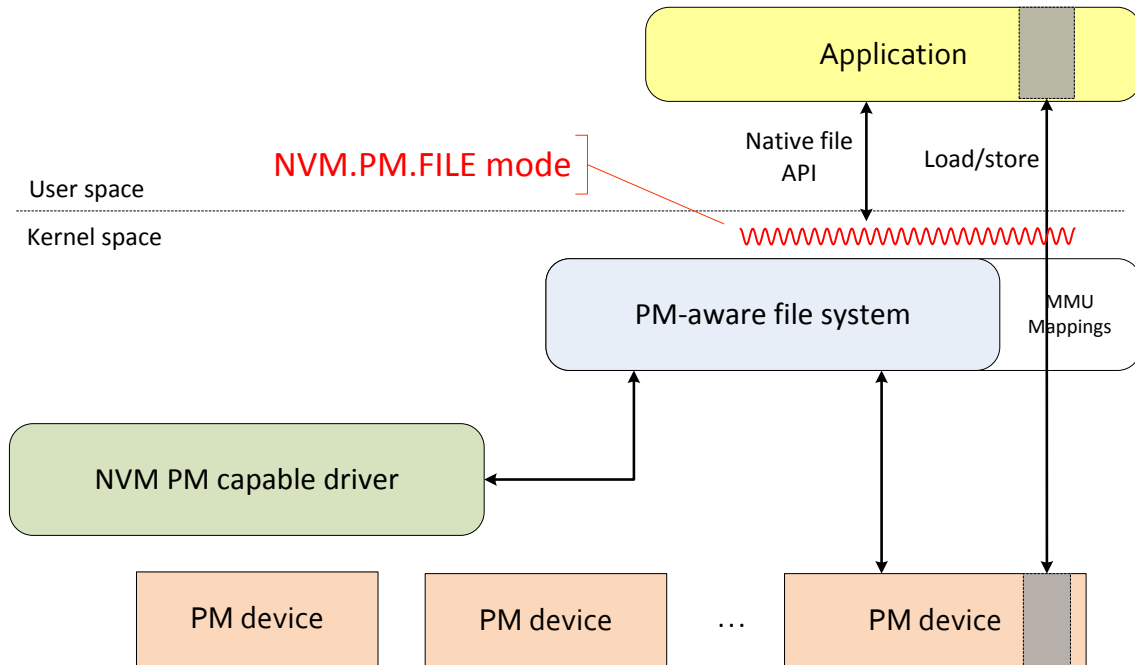 Application
Native file
API
Load/store
NVM.PM.FILE mode
User space
Kernel space
PM-aware file system
MMU
Mappings
NVM PM capable driver
PM device
PM device
...
PM device